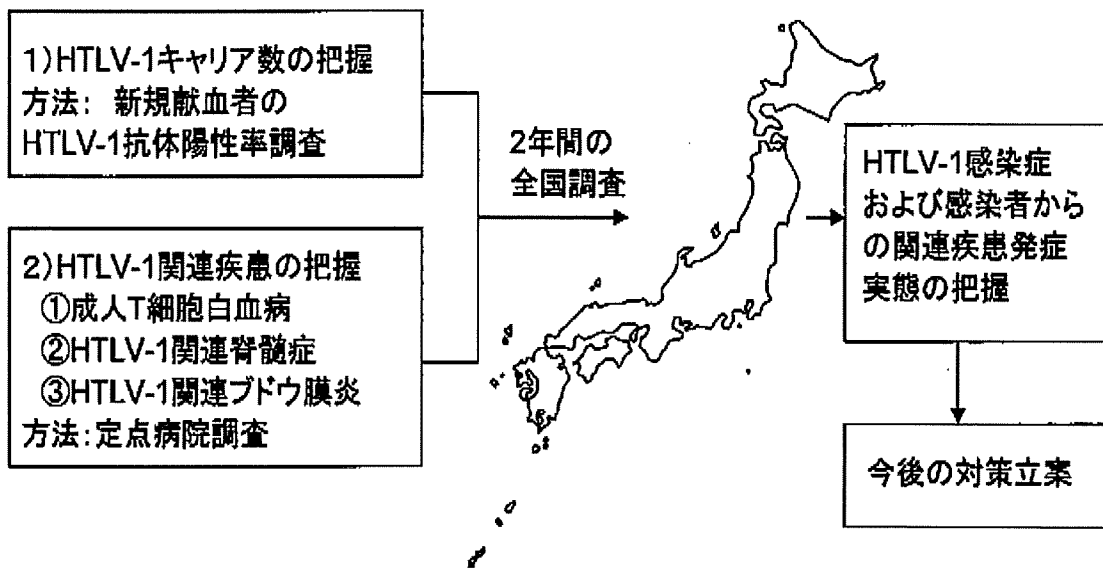 1)HTLV-1キャリア数の把握
方法： 新規献血者の
HTLV-1抗体陽性率調査
2)HTLV-1関連疾患の把握
①成人T細胞白血病
②HTLV-1関連脊髄症
③HTLV-1関連ブドウ膜炎
方法：定点病院調査
2年間の
全国調査
HTLV-1感染症
および感染者から
の関連疾患発症
実態の把握
今後の対策立案